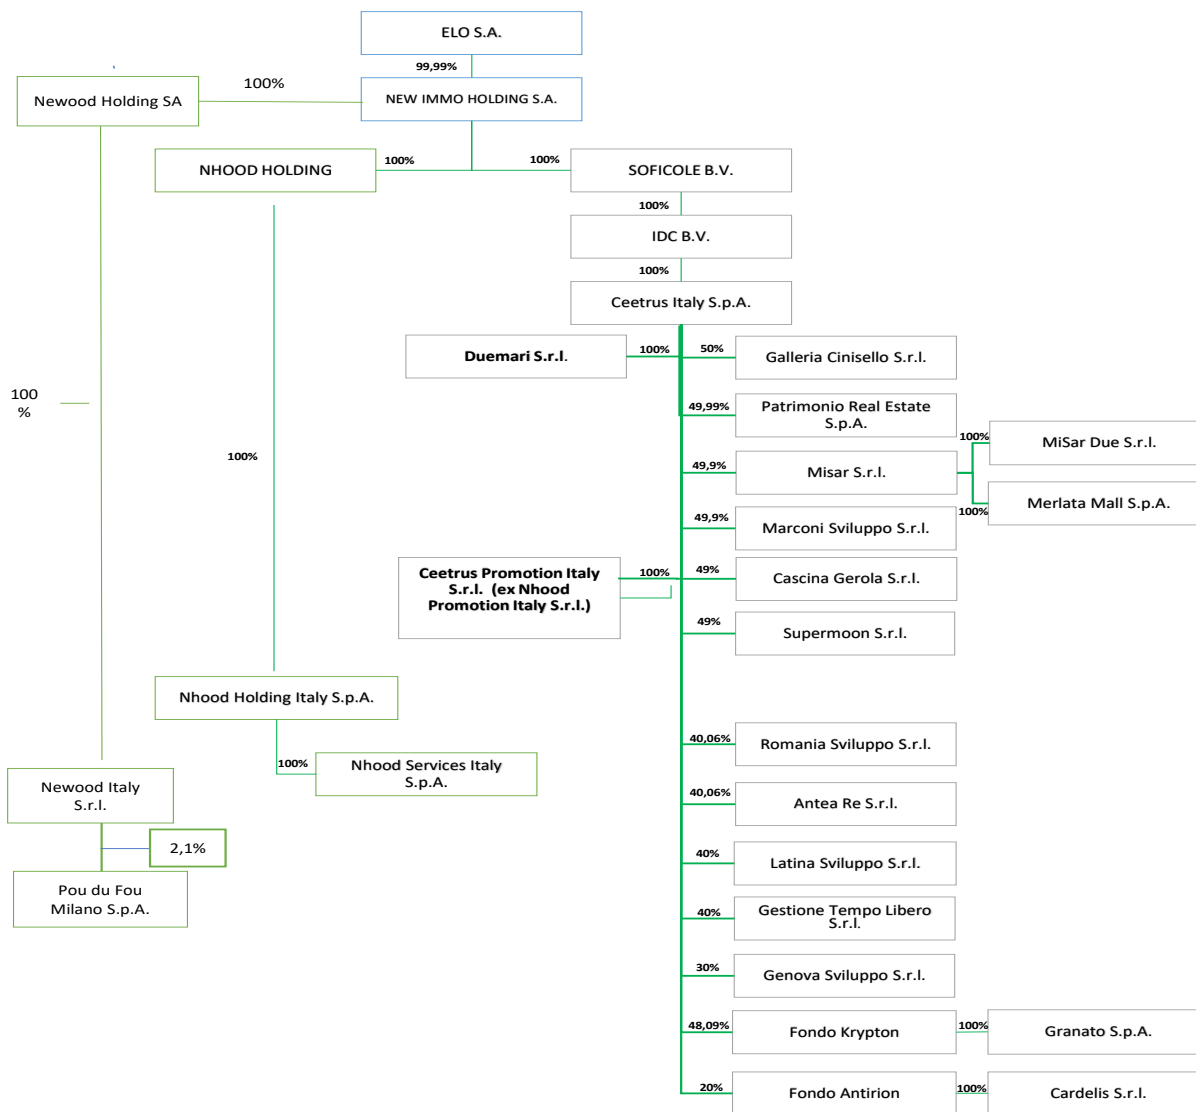 ELO S.A.
99,99%
100%
Newood Holding SA
NEW IMMO HOLDING S.A.
NHOOD HOLDING
100%
100%
SOFICOLE B.V.
100%
IDC B.V.
100%
Ceetrus Italy S.p.A.
Duemari S.r.l.
100%
50%
Galleria Cinisello S.r.l.
100
%
49,99%
Patrimonio Real Estate
S.p.A.
100%
MiSar Due S.r.l.
100%
49,9%
Misar S.r.l.
100%
Merlata Mall S.p.A.
49,9%
Marconi Sviluppo S.r.l.
Ceetrus Promotion Italy
S.r.l. (ex Nhood
Promotion Italy S.r.l.)
100%
49%
Cascina Gerola S.r.l.
49%
Supermoon S.r.l.
Nhood Holding Italy S.p.A.
100%
Nhood Services Italy
S.p.A.
40,06%
Romania Sviluppo S.r.l.
Newood Italy
S.r.l.
40,06%
Antea Re S.r.l.
2,1%
Pou du Fou
Milano S.p.A.
40%
Latina Sviluppo S.r.l.
40%
Gestione Tempo Libero
S.r.l.
30%
Genova Sviluppo S.r.l.
48,09%
Fondo Krypton
100%
Granato S.p.A.
20%
Fondo Antirion
100%
Cardelis S.r.l.